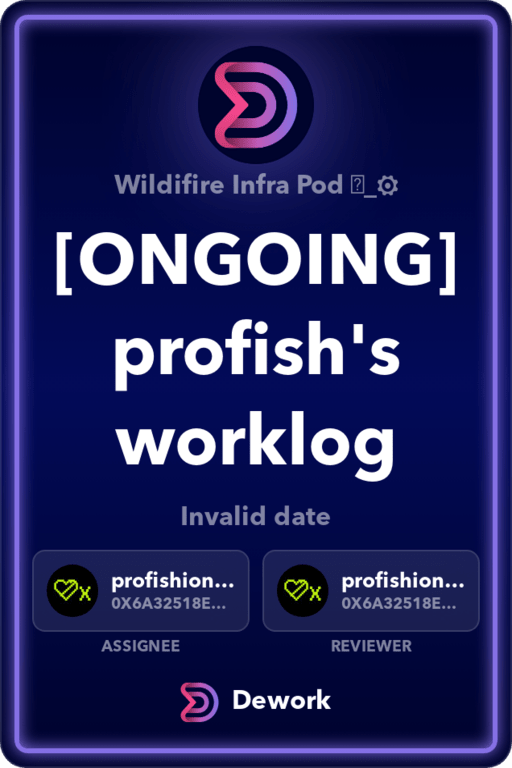 Wildifire Infra Pod �_⚙
[ONGOING]
profish's
worklog
Invalid date
profishion...
0X6A32518E...
ASSIGNEE
profishion...
0X6A32518E...
REVIEWER
Dework